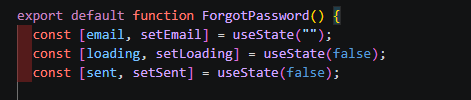 export default function ForgotPassword() {
  const [email, setEmail] = useState("");
  const [loading, setLoading] = useState(false);
  const [sent, setSent] = useState(false);